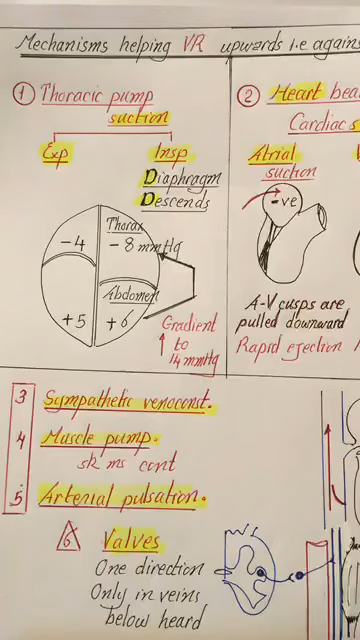 Mechanisms helping VR upwards i.e agains
① Thoracic pump
suction
Exp
Insp
Diaphragm
Descends
Thorax
-4
-8 mmHg
Abdomen
+5
+6
Gradient
↑ to
14 mmHg
② Heart bea
Cardiac s
Atrial
suction
-ve
A-V cusps are
pulled downward
Rapid ejection
3 Sympathetic venoconst.
4 Muscle pump.
sk ms cont
5 Arterial pulsation.
6 Valves
One direction
Only in veins
below heard